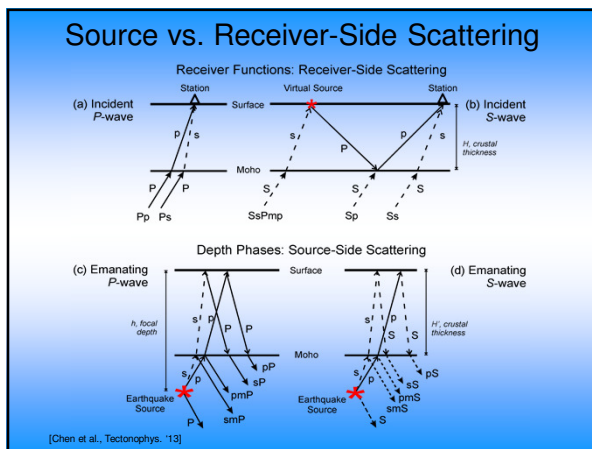 Source vs. Receiver-Side Scattering
Receiver Functions: Receiver-Side Scattering
Station
Virtual Source
Station
(a) Incident
P-wave
Surface
(b) Incident
S-wave
p
s
s
P
p
s
H, crustal
thickness
Moho
P
P
S
S
S
Pp
Ps
SsPmp
Sp
Ss
Depth Phases: Source-Side Scattering
(c) Emanating
P-wave
Surface
(d) Emanating
S-wave
h, focal
depth
s
p
P
P
s
p
S
S
H', crustal
thickness
Moho
s
p
pP
sP
pmP
smP
P
Earthquake
Source
s
p
pS
sS
pmS
smS
S
Earthquake
Source
[Chen et al., Tectonophys. '13]